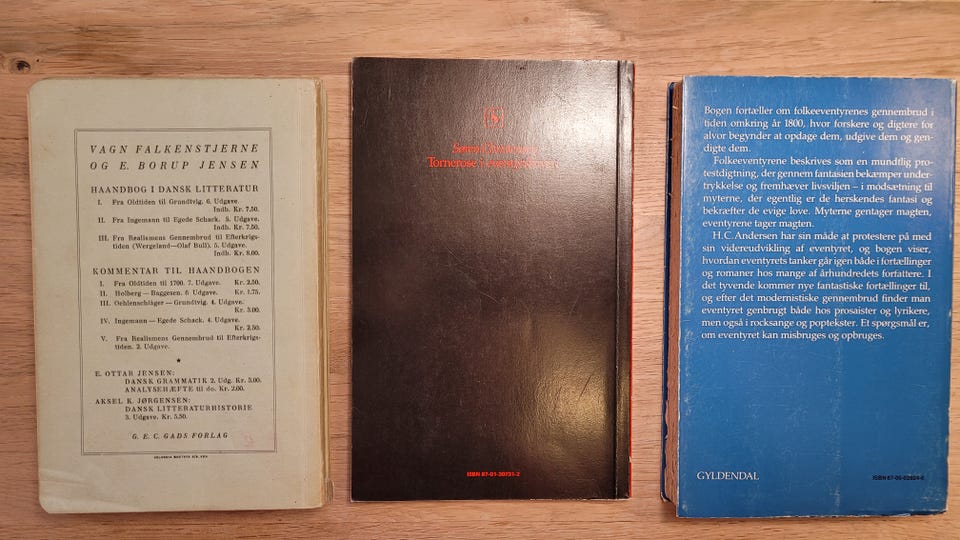 VAGN FALKENSTJERNE
OG E. BORUP JENSEN
HAANDBOG I DANSK LITTERATUR
I. Fra Oldtiden til Grundtvig. 6. Udgave.
Indb. Kr. 7.50.
II. Fra Ingemann til Egede Schack. 5. Udgave.
Indb. Kr. 7.50.
III. Fra Realismens Gennembrud til Efterkrigs-
tiden (Wergeland—Olaf Bull). 5. Udgave.
Indb. Kr. 8.00.
KOMMENTAR TIL HAANDBOGEN
I. Fra Oldtiden til 1700. 7. Udgave. Kr. 2.50.
II. Holberg—Baggesen. 6 Udgave. Kr. 1.75.
III. Oehlenschläger—Grundtvig. 4. Udgave.
Kr. 3.00.
IV. Ingemann—Egede Schack. 4. Udgave.
Kr. 2.50.
V. Fra Realismens Gennembrud til Efterkrigs-
tiden. 2. Udgave.
E. OTTAR JENSEN:
DANSK GRAMMATIK 2. Udg. Kr. 3.00.
ANALYSEHÆFTE til do. Kr. 2.00.
AKSEL K. JØRGENSEN:
DANSK LITTERATURHISTORIE
3. Udgave. Kr. 5.50.
G. E. C. GADS FORLAG
[S]
Tornerose
Bogen fortæller om folkeeventyrenes gennembrud i
tiden omkring år 1800, hvor forskere og digtere for
alvor begynder at opdage dem, udgive dem og gen-
digte dem.
Folkeeventyrene beskrives som en mundtlig pro-
testdigtning, der gennem fantasien bekæmper under-
trykkelse og fremhæver livsviljen – i modsætning til
myterne, der egentlig er de herskendes fantasi og
bekræfter de evige love. Myterne gentager magten,
eventyrene tager magten.
H.C. Andersen har sin måde at protestere på med
sin videreudvikling af eventyret, og bogen viser,
hvordan eventyrets tanker går igen både i fortællinger
og romaner hos mange af århundredets forfattere. I
det tyvende kommer nye fantastiske fortællinger til,
og efter det modernistiske gennembrud finder man
eventyret genbrugt både hos prosaister og lyrikere,
men også i rocksange og poptekster. Et spørgsmål er,
om eventyret kan misbruges og opbruges.
GYLDENDAL